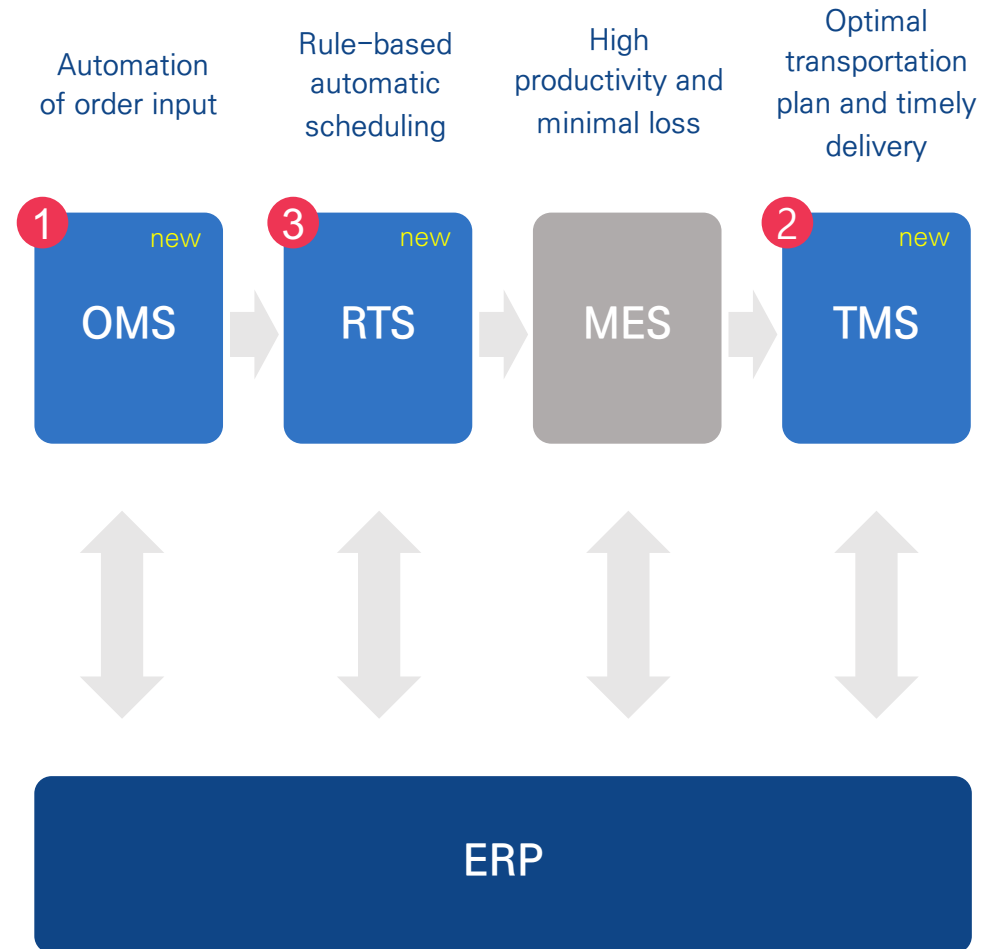 Automation
of order input
Rule-based
automatic
scheduling
High
productivity and
minimal loss
Optimal
transportation
plan and timely
delivery
1
new
OMS
3
new
RTS
MES
2
new
TMS
ERP